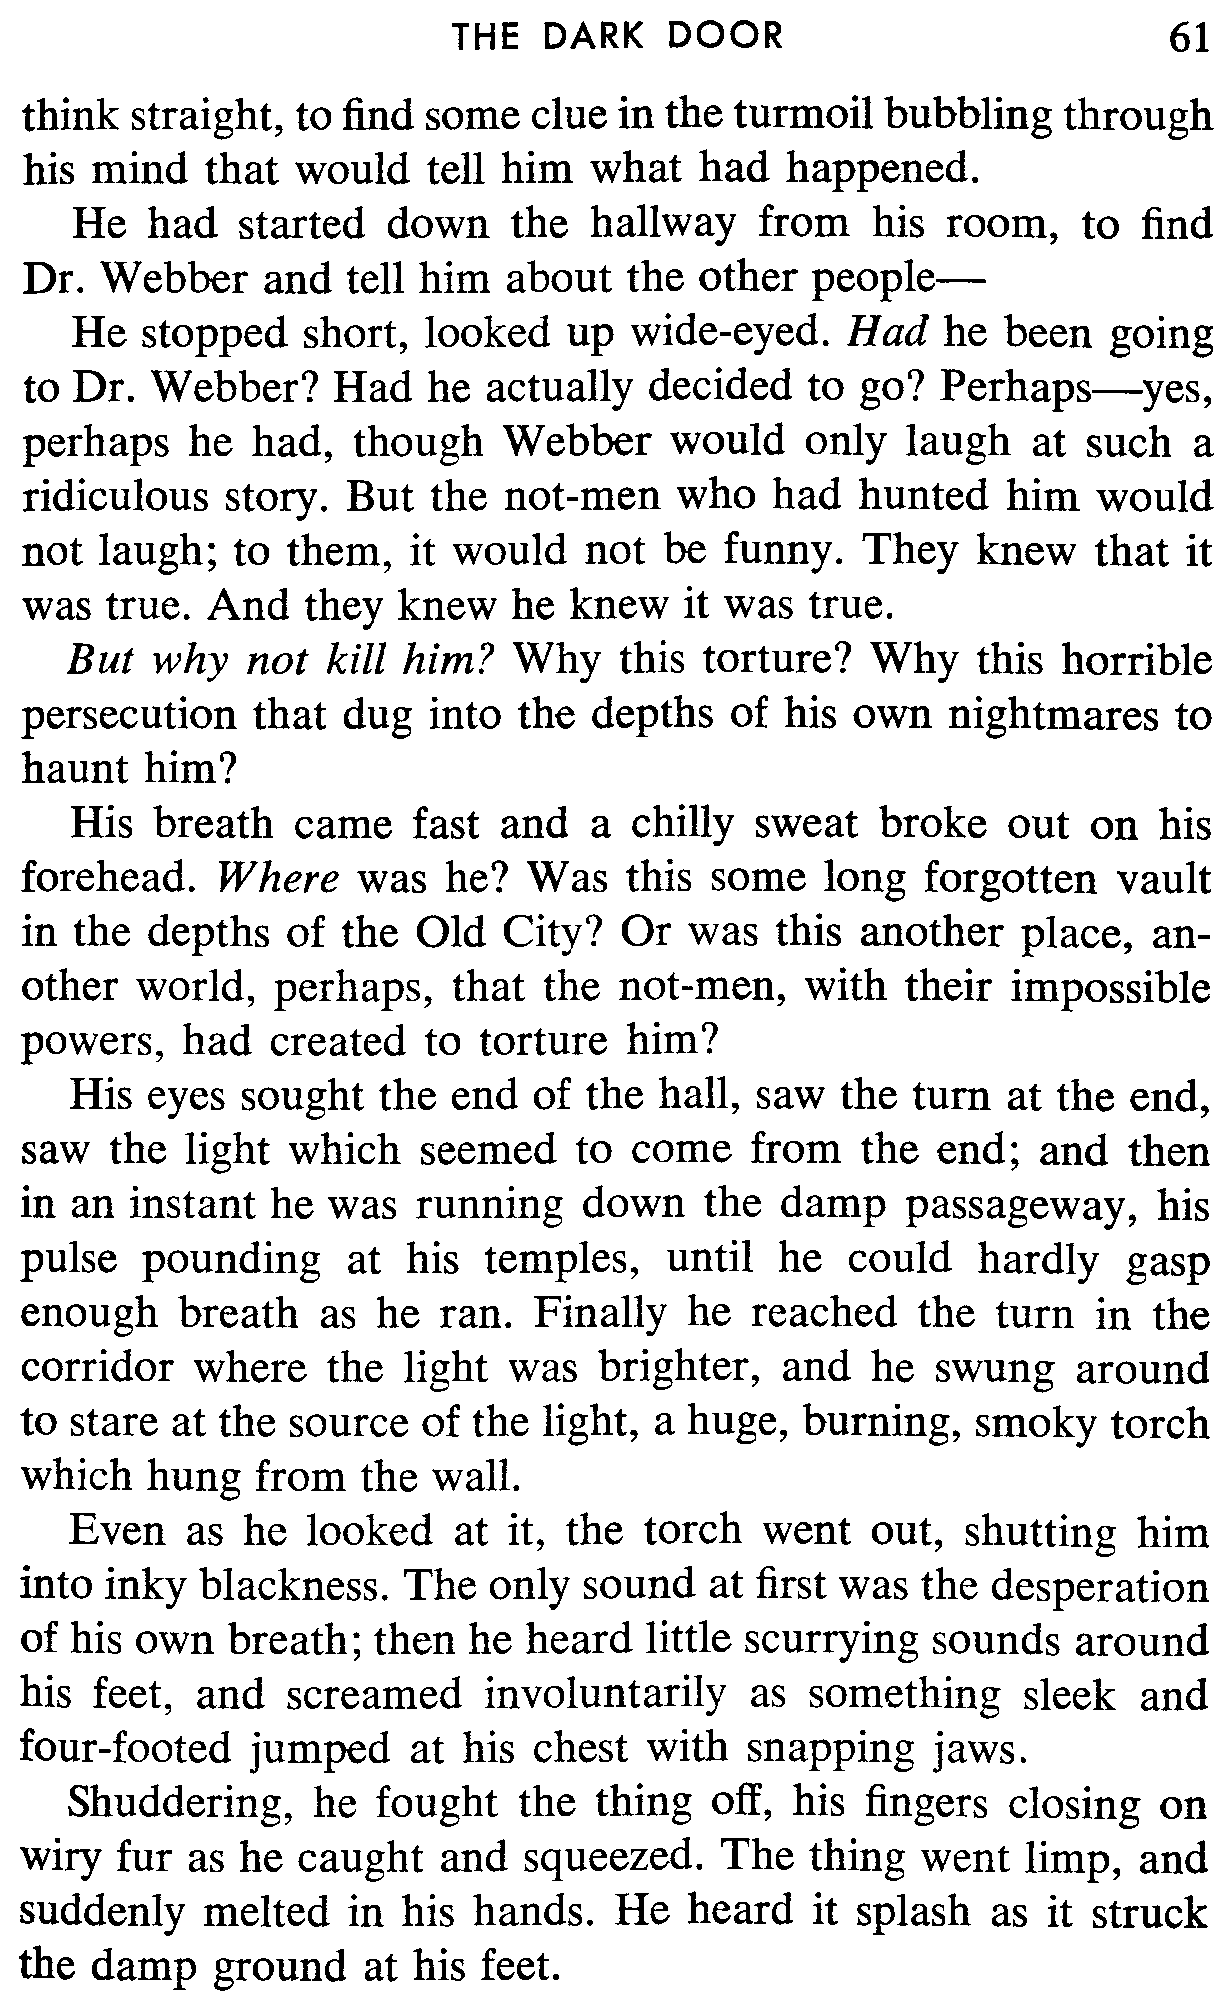 THE DARK DOOR 61
think straight, to find some clue in the turmoil bubbling through
his mind that would tell him what had happened.
He had started down the hallway from his room, to find
Dr. Webber and tell him about the other people—
He stopped short, looked up wide-eyed. Had he been going
to Dr. Webber? Had he actually decided to go? Perhaps—yes,
perhaps he had, though Webber would only laugh at such a
ridiculous story. But the not-men who had hunted him would
not laugh; to them, it would not be funny. They knew that it
was true. And they knew he knew it was true.
But why not kill him? Why this torture? Why this horrible
persecution that dug into the depths of his own nightmares to
haunt him?
His breath came fast and a chilly sweat broke out on his
forehead. Where was he? Was this some long forgotten vault
in the depths of the Old City? Or was this another place, an-
other world, perhaps, that the not-men, with their impossible
powers, had created to torture him?
His eyes sought the end of the hall, saw the turn at the end,
saw the light which seemed to come from the end; and then
in an instant he was running down the damp passageway, his
pulse pounding at his temples, until he could hardly gasp
enough breath as he ran. Finally he reached the turn in the
corridor where the light was brighter, and he swung around
to stare at the source of the light, a huge, burning, smoky torch
which hung from the wall.
Even as he looked at it, the torch went out, shutting him
into inky blackness. The only sound at first was the desperation
of his own breath; then he heard little scurrying sounds around
his feet, and screamed involuntarily as something sleek and
four-footed jumped at his chest with snapping jaws.
Shuddering, he fought the thing off, his fingers closing on
wiry fur as he caught and squeezed. The thing went limp, and
suddenly melted in his hands. He heard it splash as it struck
the damp ground at his feet.